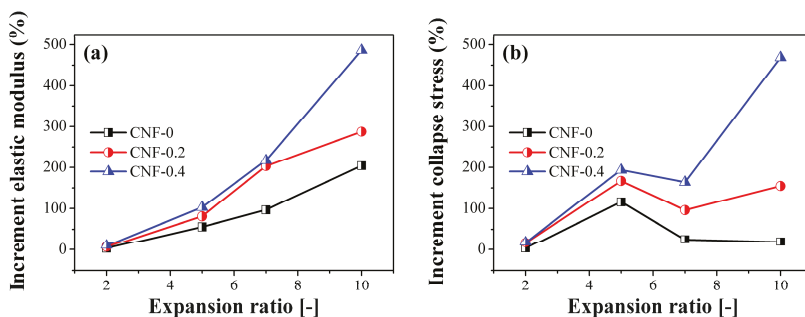 Increment elastic modulus (%)
500
400
300
200
100
0
(a)
CNF-0
CNF-0.2
CNF-0.4
2
4
6
8
10
Expansion ratio [-]
Increment collapse stress (%)
500
400
300
200
100
0
(b)
CNF-0
CNF-0.2
CNF-0.4
2
4
6
8
10
Expansion ratio [-]